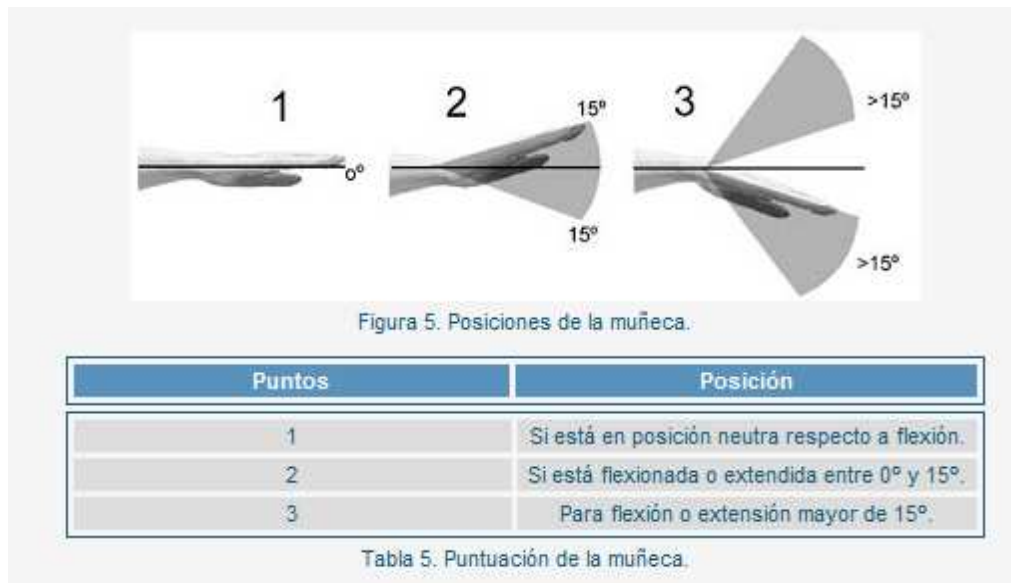 1
2
3
0º
15º
15º
>15º
>15º
Figura 5. Posiciones de la muñeca.
Puntos Posición
1 Si está en posición neutra respecto a flexión.
2 Si está flexionada o extendida entre 0º y 15º.
3 Para flexión o extensión mayor de 15º.
Tabla 5. Puntuación de la muñeca.